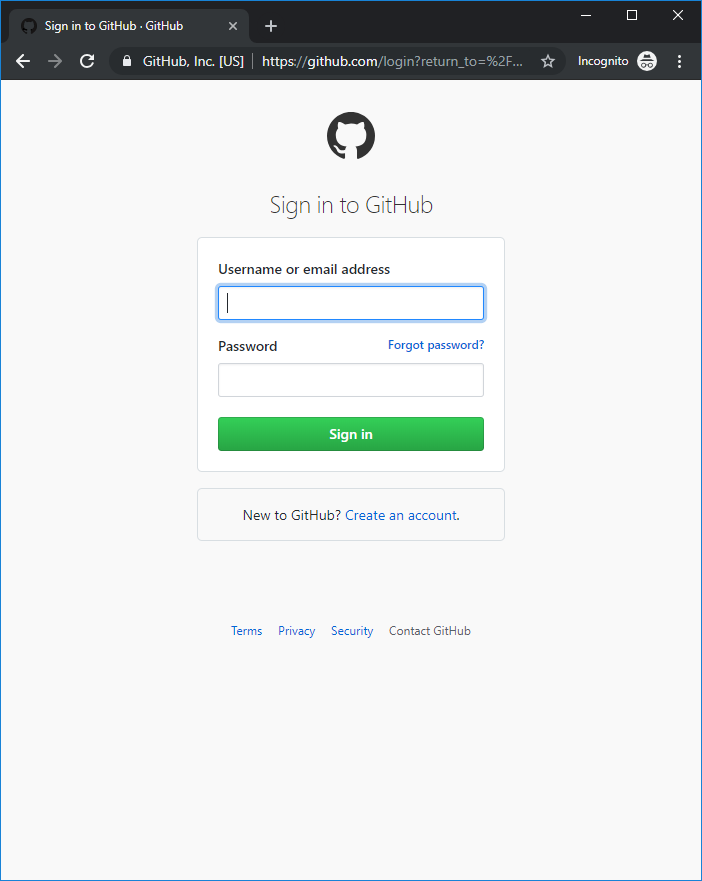 Sign in to GitHub · GitHub
GitHub, Inc. [US] | https://github.com/login?return_to=%2F... Incognito
Sign in to GitHub
Username or email address
Password Forgot password?
Sign in
New to GitHub? Create an account.
Terms Privacy Security Contact GitHub